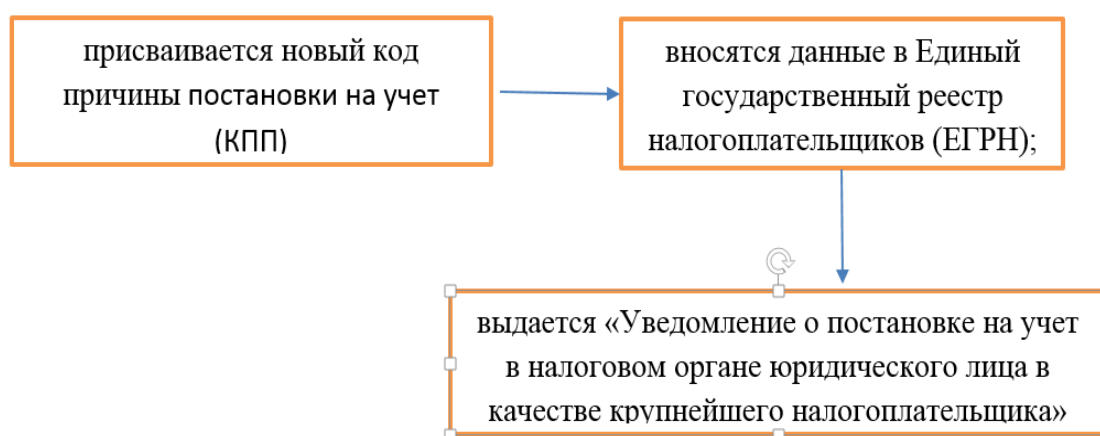 присваивается новый код
причины постановки на учет
(КПП)
вносятся данные в Единый
государственный реестр
налогоплательщиков (ЕГРН);
выдается «Уведомление о постановке на учет
в налоговом органе юридического лица в
качестве крупнейшего налогоплательщика»